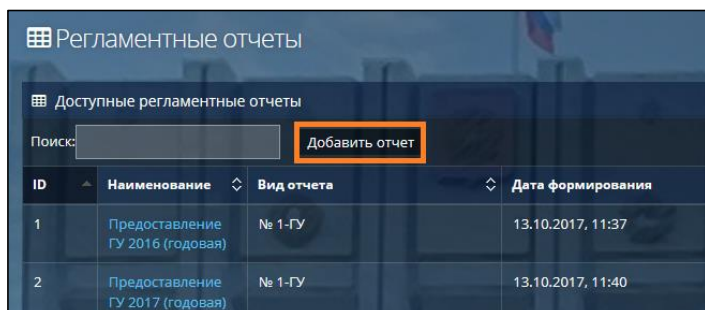 Регламентные отчеты
Доступные регламентные отчеты
Поиск: Добавить отчет
ID Наименование Вид отчета Дата формирования
1 Предоставление № 1-ГУ 13.10.2017, 11:37
ГУ 2016 (годовая)
2 Предоставление № 1-ГУ 13.10.2017, 11:40
ГУ 2017 (годовая)